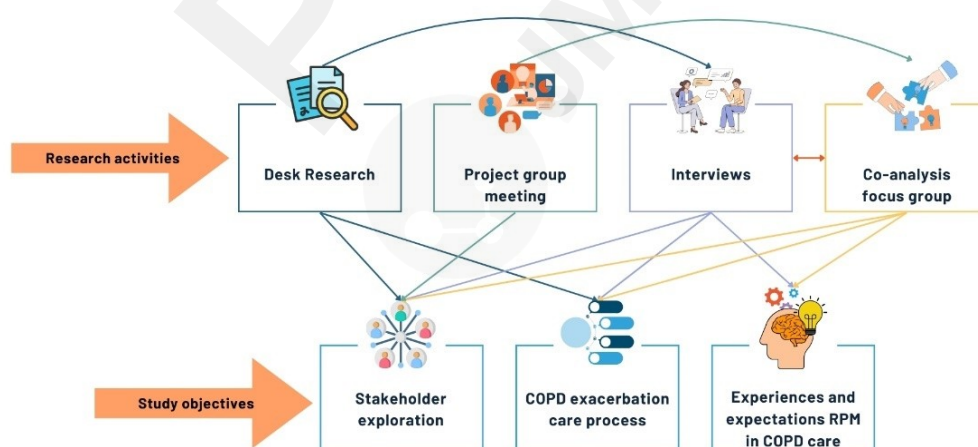 Research activities
Desk Research
Project group
meeting
Interviews
Co-analysis
focus group
Study objectives
Stakeholder
exploration
COPD exacerbation
care process
Experiences and
expectations RPM
in COPD care